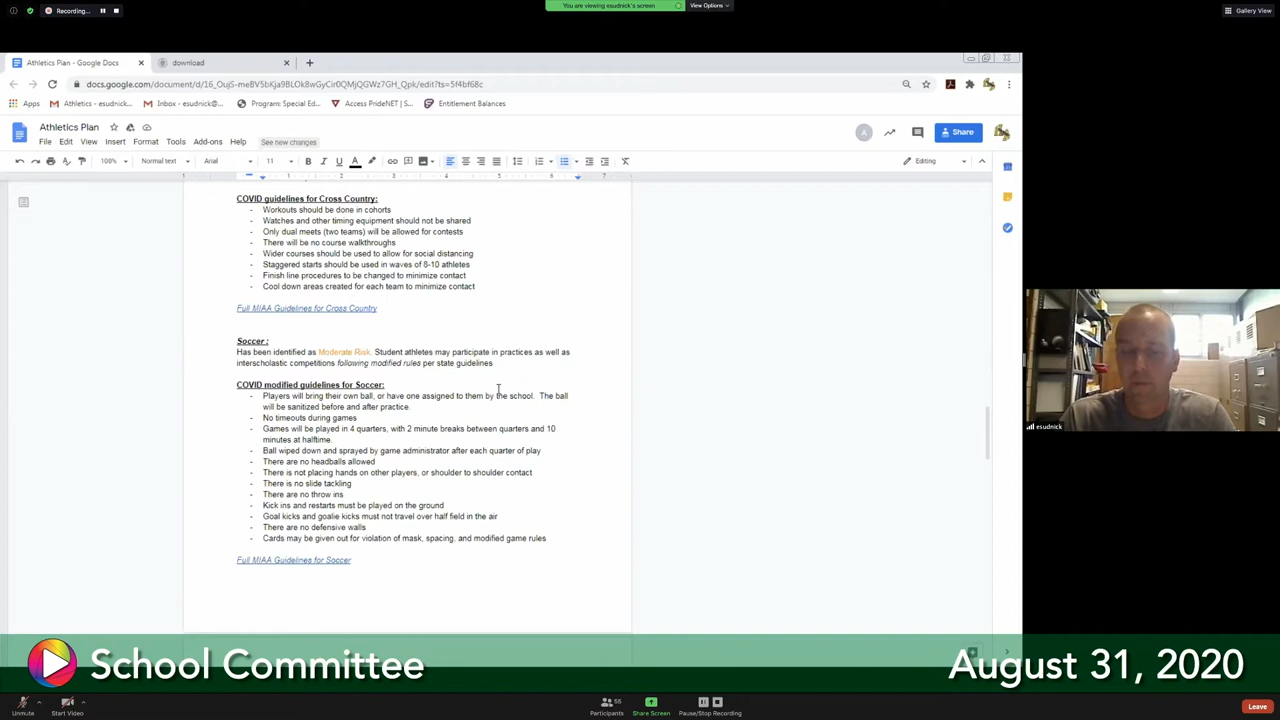 Recording...
You are viewing esudnick's screen
View Options
Gallery View
Athletics Plan - Google Docs
download
Apps
Athletics - esudnick...
Inbox - esudnick@...
Program: Special Ed...
Access PrideNET | S...
Entitlement Balances
Athletics Plan
File Edit View Insert Format Tools Add-ons Help See new changes
Share
100% Normal text Arial 11 Editing
COVID guidelines for Cross Country:
- Workouts should be done in cohorts
- Watches and other timing equipment should not be shared
- Only dual meets (two teams) will be allowed for contests
- There will be no course walkthroughs
- Wider courses should be used to allow for social distancing
- Staggered starts should be used in waves of 8-10 athletes
- Finish line procedures to be changed to minimize contact
- Cool down areas created for each team to minimize contact
Full MIAA Guidelines for Cross Country
Soccer :
Has been identified as Moderate Risk. Student athletes may participate in practices as well as
interscholastic competitions following modified rules per state guidelines
COVID modified guidelines for Soccer:
- Players will bring their own ball, or have one assigned to them by the school. The ball
will be sanitized before and after practice.
- No timeouts during games
- Games will be played in 4 quarters, with 2 minute breaks between quarters and 10
minutes at halftime.
- Ball wiped down and sprayed by game administrator after each quarter of play
- There are no headballs allowed
- There is not placing hands on other players, or shoulder to shoulder contact
- There is no slide tackling
- There are no throw ins
- Kick ins and restarts must be played on the ground
- Goal kicks and goalie kicks must not travel over half field in the air
- There are no defensive walls
- Cards may be given out for violation of mask, spacing, and modified game rules
Full MIAA Guidelines for Soccer
esudnick
School Committee
August 31, 2020
Unmute
Start Video
55
Participants
Share Screen
Pause/Stop Recording
Leave